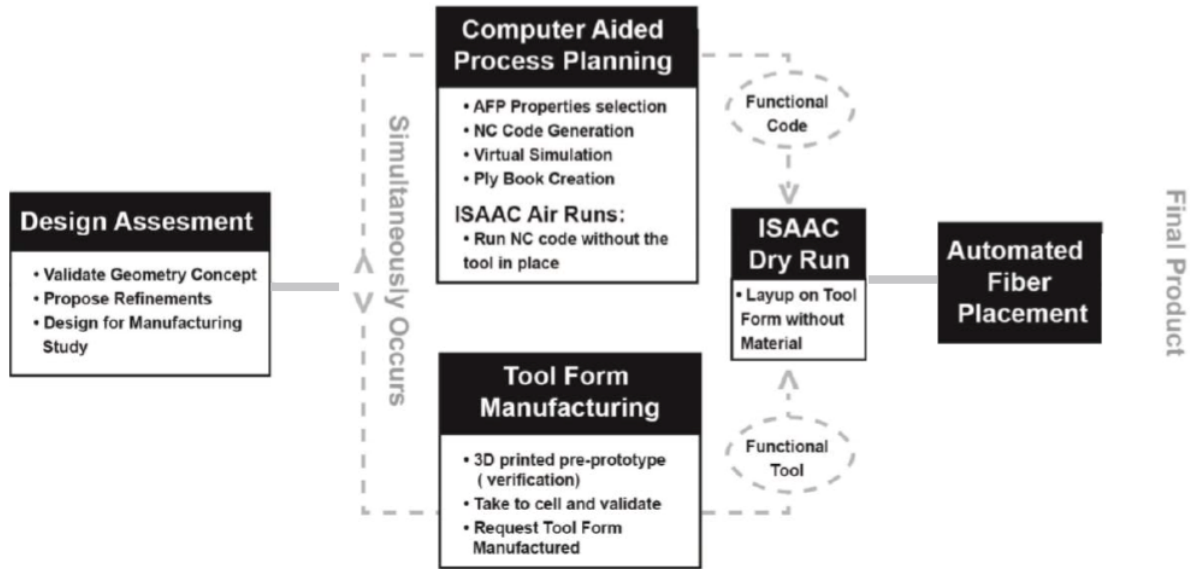 Design Assesment
• Validate Geometry Concept
• Propose Refinements
• Design for Manufacturing
Study
Simultaneously Occurs
Computer Aided
Process Planning
• AFP Properties selection
• NC Code Generation
• Virtual Simulation
• Ply Book Creation
ISAAC Air Runs:
• Run NC code without the
tool in place
Tool Form
Manufacturing
• 3D printed pre-prototype
( verification)
• Take to cell and validate
• Request Tool Form
Manufactured
Functional
Code
ISAAC
Dry Run
• Layup on Tool
Form without
Material
Functional
Tool
Automated
Fiber
Placement
Final Product